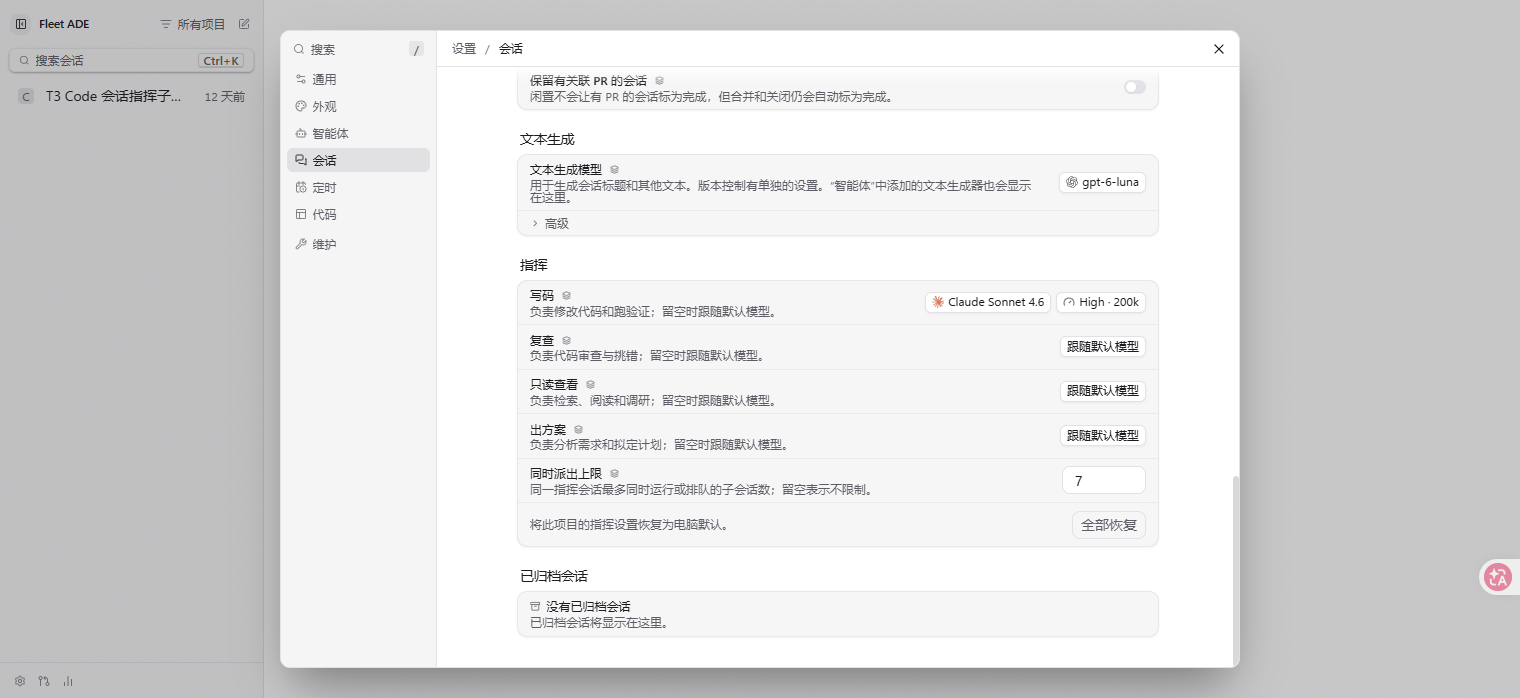 Fleet ADE
所有项目
搜索会话
Ctrl+K
C
T3 Code 会话指挥子...
12 天前
搜索
/
通用
外观
智能体
会话
定时
代码
维护
设置 / 会话
保留有关联 PR 的会话
闲置不会让有 PR 的会话标为完成，但合并和关闭仍会自动标为完成。
文本生成
文本生成模型
用于生成会话标题和其他文本。版本控制有单独的设置。“智能体”中添加的文本生成器也会显示
在这里。
gpt-6-luna
高级
指挥
写码
负责修改代码和跑验证；留空时跟随默认模型。
Claude Sonnet 4.6
High · 200k
复查
负责代码审查与挑错；留空时跟随默认模型。
跟随默认模型
只读查看
负责检索、阅读和调研；留空时跟随默认模型。
跟随默认模型
出方案
负责分析需求和拟定计划；留空时跟随默认模型。
跟随默认模型
同时派出上限
同一指挥会话最多同时运行或排队的子会话数；留空表示不限制。
7
将此项目的指挥设置恢复为电脑默认。
全部恢复
已归档会话
没有已归档会话
已归档会话将显示在这里。